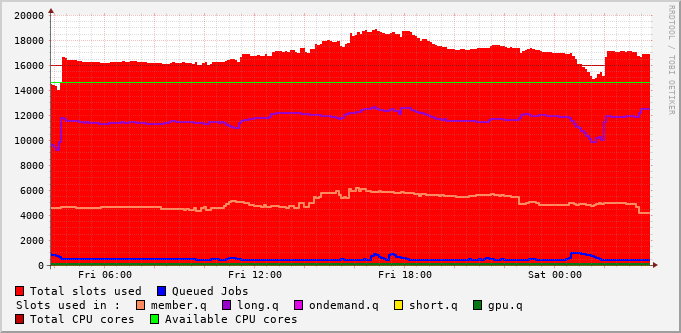 20000
18000
16000
14000
12000
10000
8000
6000
4000
2000
0
Fri 06:00 Fri 12:00 Fri 18:00 Sat 00:00
RRDTOOL / TOBI OETIKER
Total slots used Queued Jobs
Slots used in : member.q long.q ondemand.q short.q gpu.q
Total CPU cores Available CPU cores